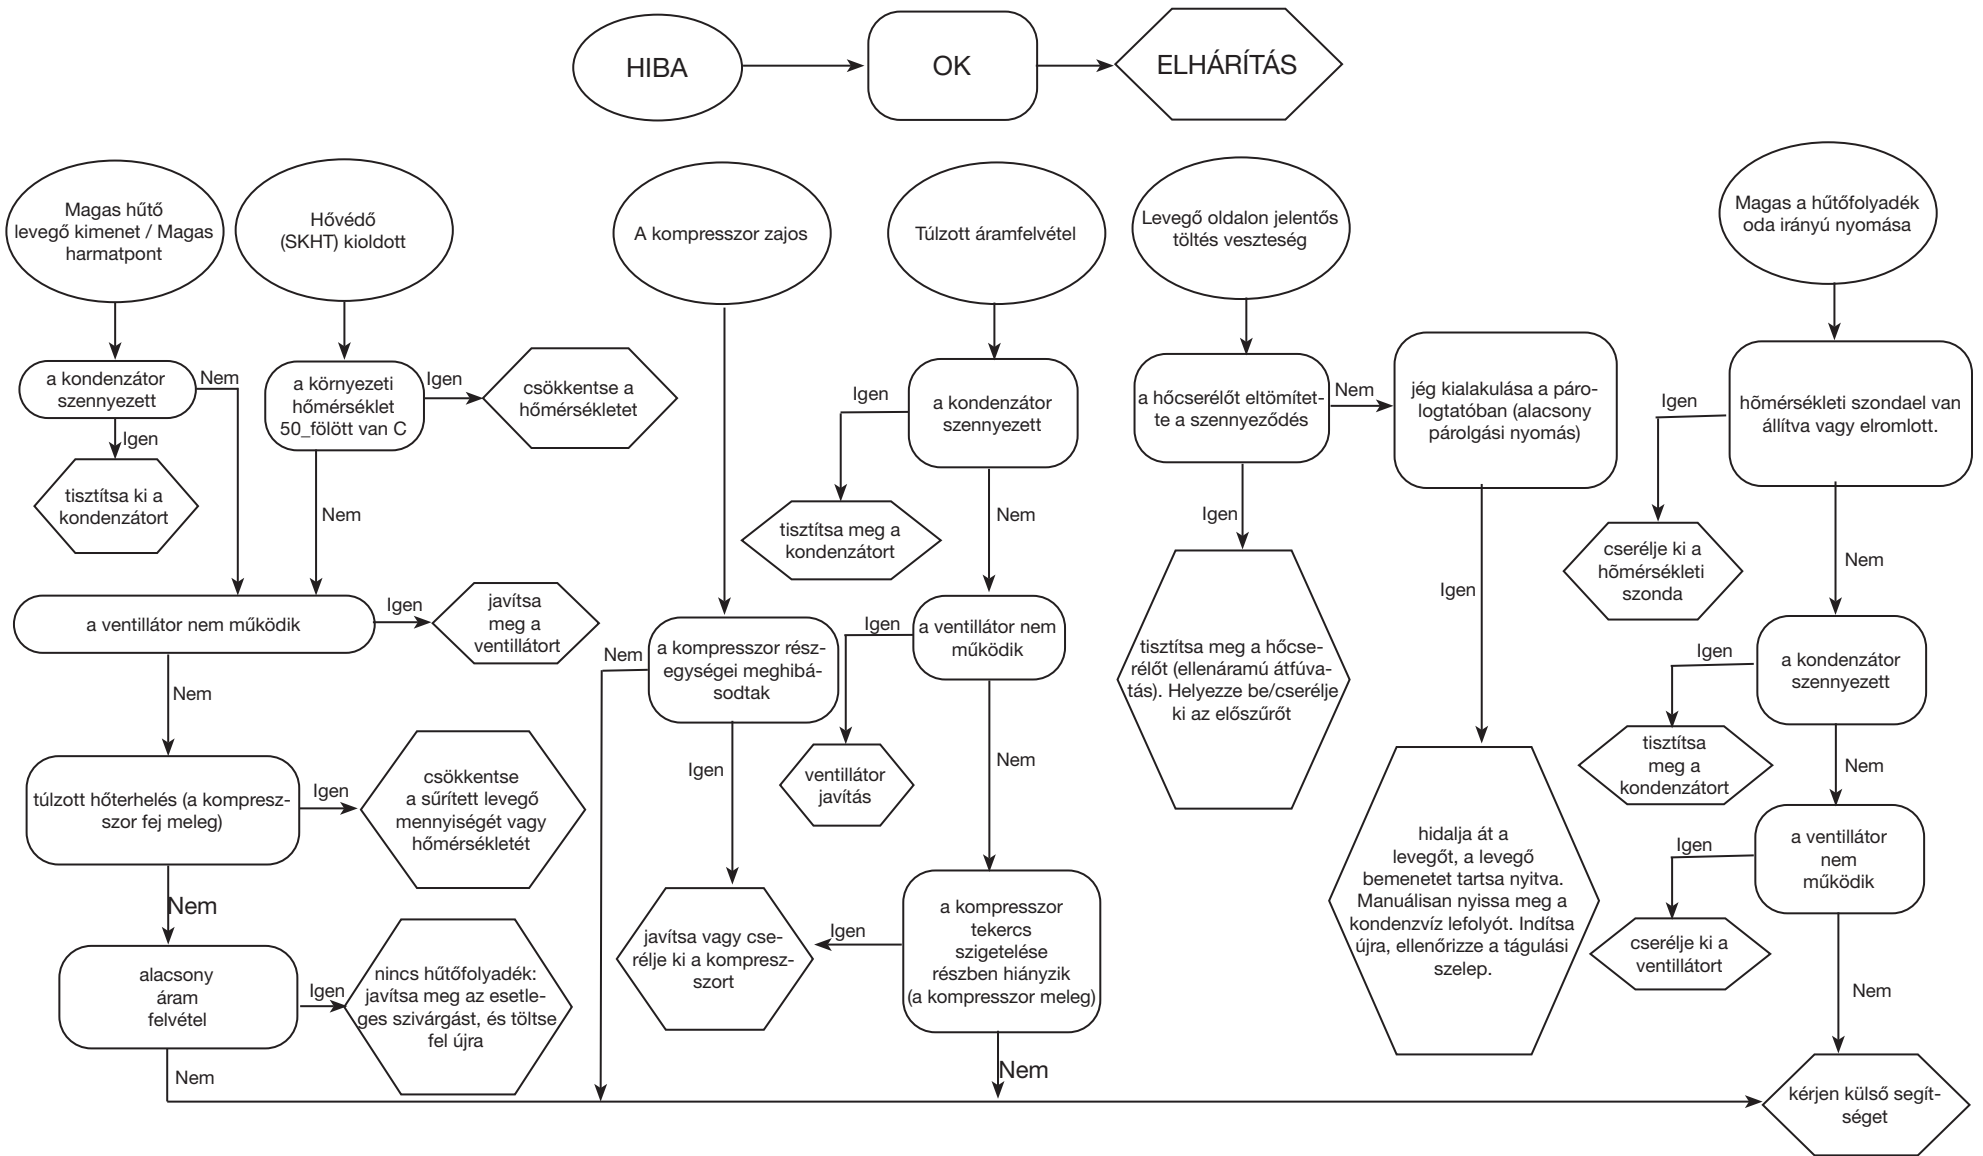 HIBA
OK
ELHÁRÍTÁS
Magas hűtő
levegő kimenet / Magas
harmatpont
Hővédő
(SKHT) kioldott
A kompresszor zajos
Túlzott áramfelvétel
Levegő oldalon jelentős
töltés veszteség
Magas a hűtőfolyadék
oda irányú nyomása
a kondenzátor
szennyezett
Nem
Igen
tisztítsa ki a
kondenzátort
a környezeti
hőmérséklet
50_fölött van C
Igen
csökkentse a
hőmérsékletet
Nem
a ventillátor nem működik
Igen
javítsa
meg a
ventillátort
Nem
túlzott hőterhelés (a kompresz-
szor fej meleg)
Igen
csökkentse
a sűrített levegő
mennyiségét vagy
hőmérsékletét
Nem
alacsony
áram
felvétel
Igen
nincs hűtőfolyadék:
javítsa meg az esetle-
ges szivárgást, és töltse
fel újra
Nem
a kompresszor rész-
egységei meghibá-
sodtak
Nem
Igen
javítsa vagy cse-
rélje ki a kompresz-
szort
a kondenzátor
szennyezett
Igen
tisztítsa meg a
kondenzátort
Nem
a ventillátor nem
működik
Igen
ventillátor
javítás
Nem
a kompresszor
tekercs
szigetelése
részben hiányzik
(a kompresszor meleg)
Igen
Nem
a hőcserélőt eltömítet-
te a szennyeződés
Nem
Igen
tisztítsa meg a hőcse-
rélőt (ellenáramú átfúva-
tás). Helyezze be/cserélje
ki az előszűrőt
jég kialakulása a páro-
logtatóban (alacsony
párolgási nyomás)
Igen
hidalja át a
levegőt, a levegő
bemenetet tartsa nyitva.
Manuálisan nyissa meg a
kondenzvíz lefolyót. Indítsa
újra, ellenőrizze a tágulási
szelep.
hõmérsékleti szondael van
állítva vagy elromlott.
Igen
cserélje ki a
hõmérsékleti
szonda
Nem
a kondenzátor
szennyezett
Igen
tisztítsa
meg a
kondenzátort
Nem
a ventillátor
nem
működik
Igen
cserélje ki a
ventillátort
Nem
kérjen külső segít-
séget